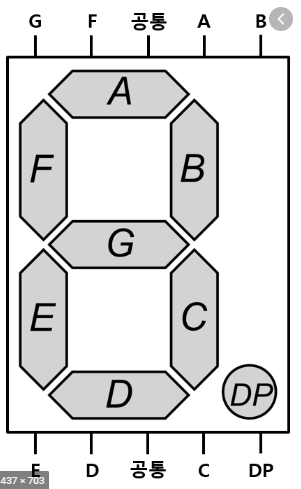 G F 공통 A B
A
F B
G
E C
D DP
E D 공통 C DP
437 × 703